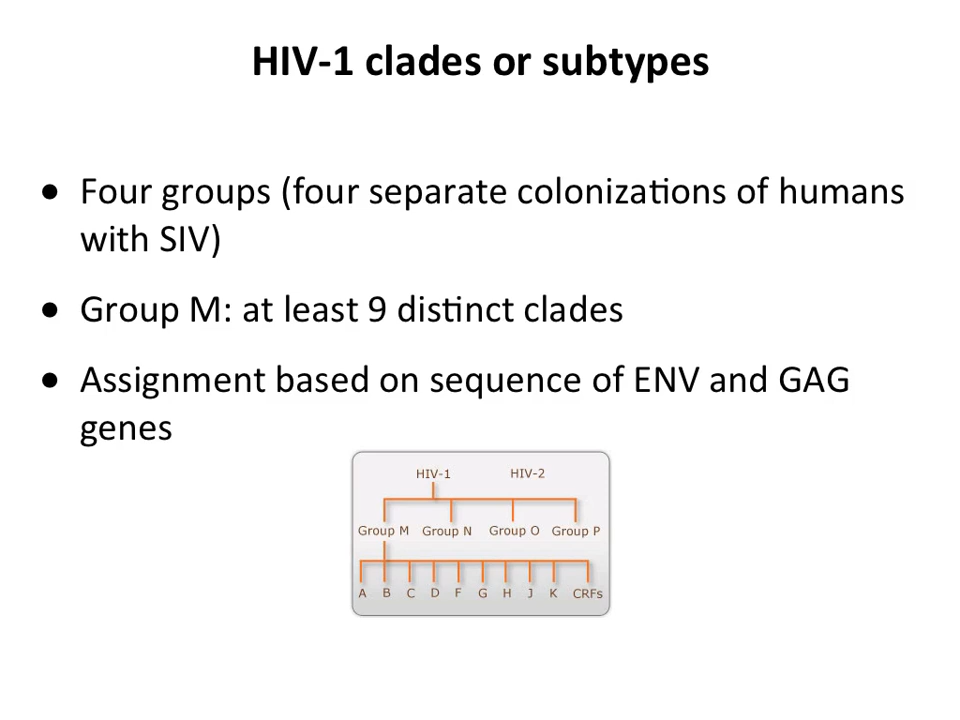 HIV-1 clades or subtypes
● Four groups (four separate colonizations of humans
with SIV)
● Group M: at least 9 distinct clades
● Assignment based on sequence of ENV and GAG
genes
HIV-1 HIV-2
Group M Group N Group O Group P
A B C D F G H J K CRFs